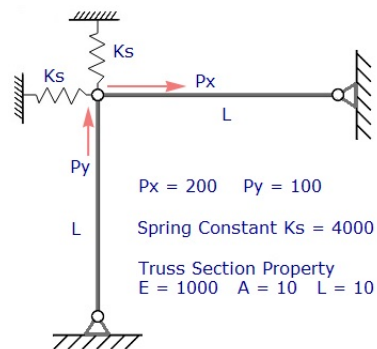 Ks
Ks
Px
L
Py
Px = 200 Py = 100
L
Spring Constant Ks = 4000
Truss Section Property
E = 1000 A = 10 L = 10